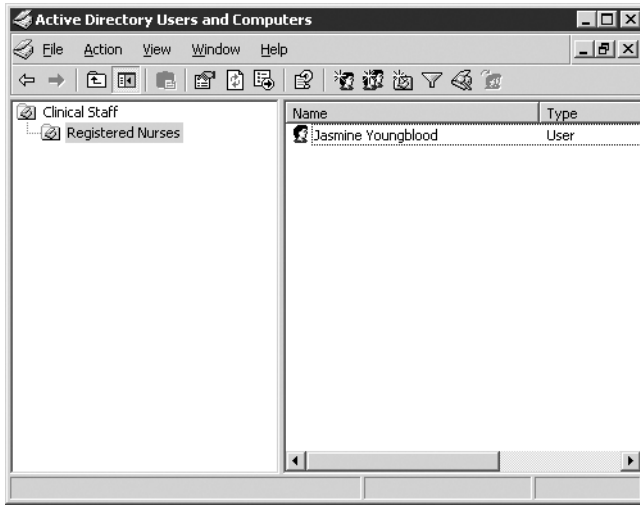 Active Directory Users and Computers
File Action View Window Help
Clinical Staff
Registered Nurses
Name Type
Jasmine Youngblood User